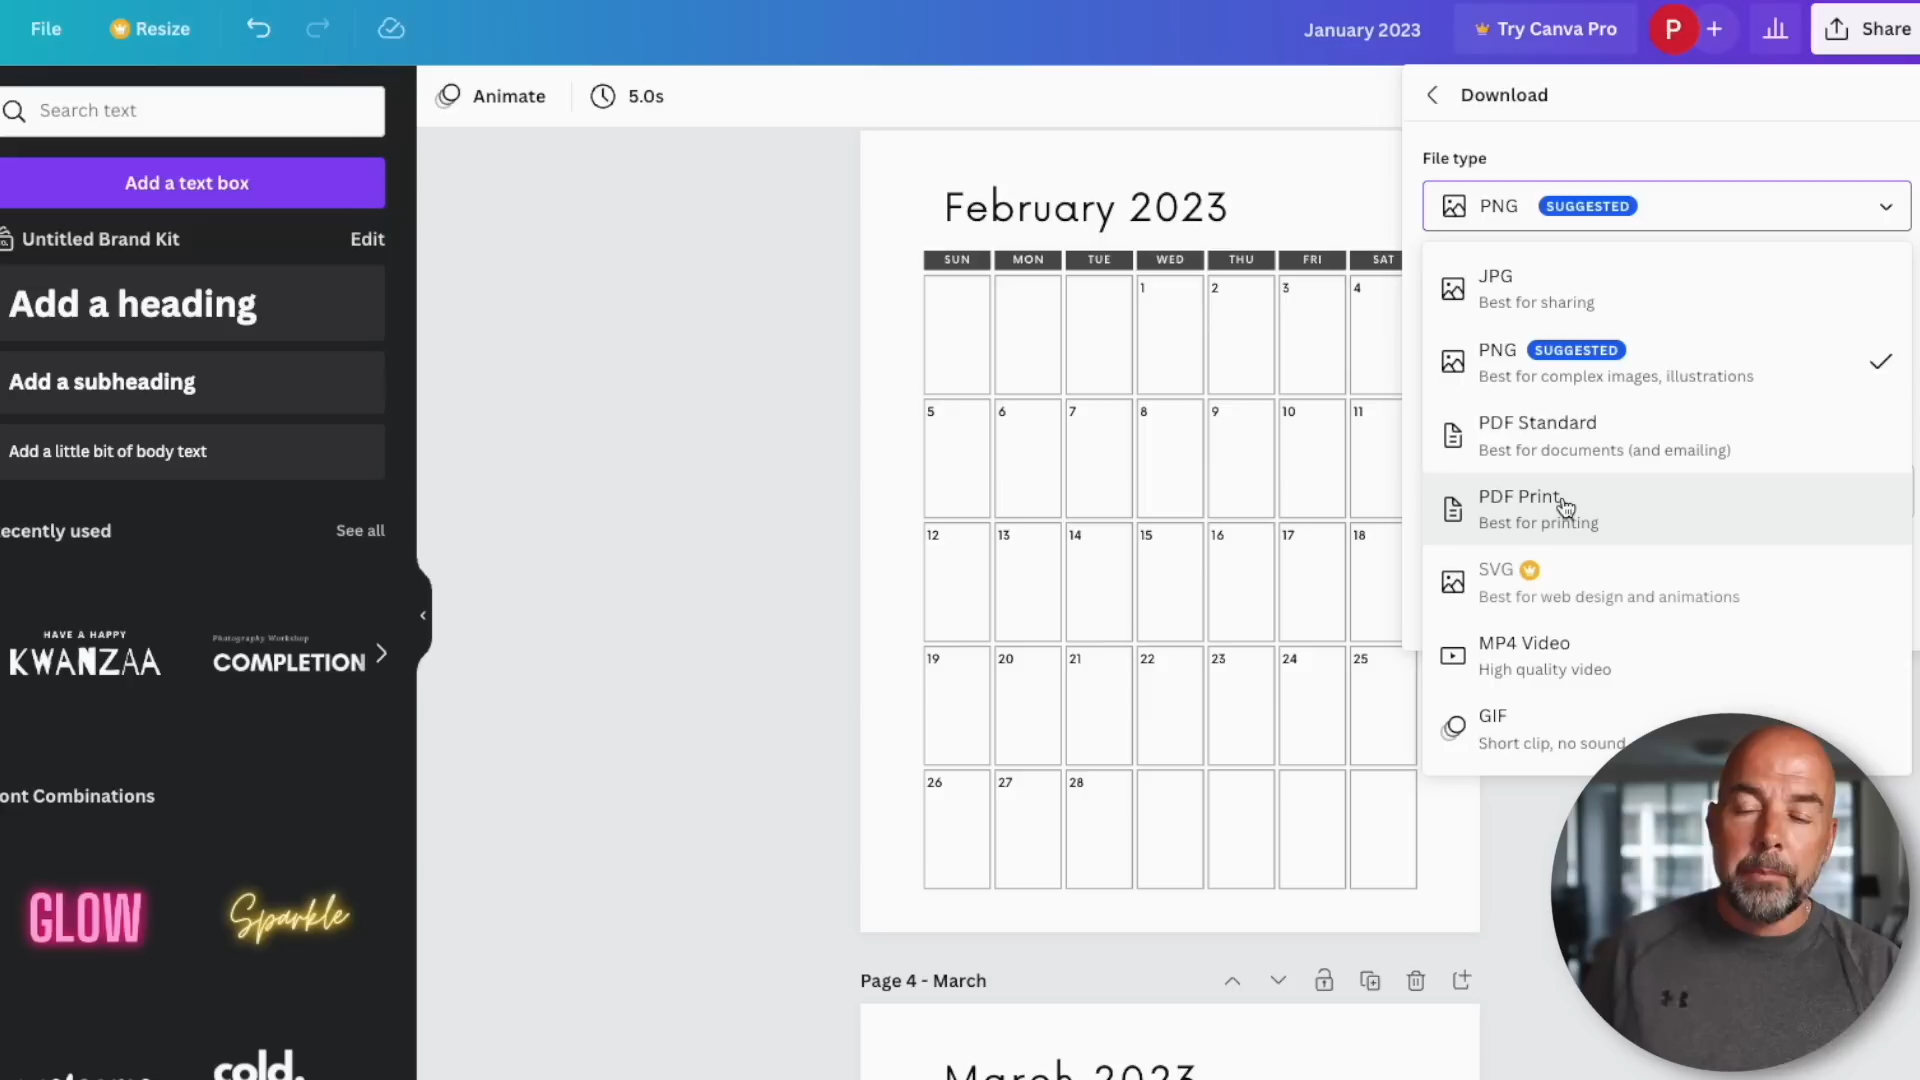 File
Resize
January 2023
Try Canva Pro
P
Share
Search text
Animate
5.0s
Download
Add a text box
File type
PNG SUGGESTED
Untitled Brand Kit
Edit
Add a heading
Add a subheading
Add a little bit of body text
ecently used
See all
HAVE A HAPPY
KWANZAA
Photography Workshop
COMPLETION
ont Combinations
GLOW
Sparkle
cold.
February 2023
SUN MON TUE WED THU FRI SAT
1 2 3 4
5 6 7 8 9 10 11
12 13 14 15 16 17 18
19 20 21 22 23 24 25
26 27 28
Page 4 - March
March 2023
JPG
Best for sharing
PNG SUGGESTED
Best for complex images, illustrations
PDF Standard
Best for documents (and emailing)
PDF Print
Best for printing
SVG
Best for web design and animations
MP4 Video
High quality video
GIF
Short clip, no sound